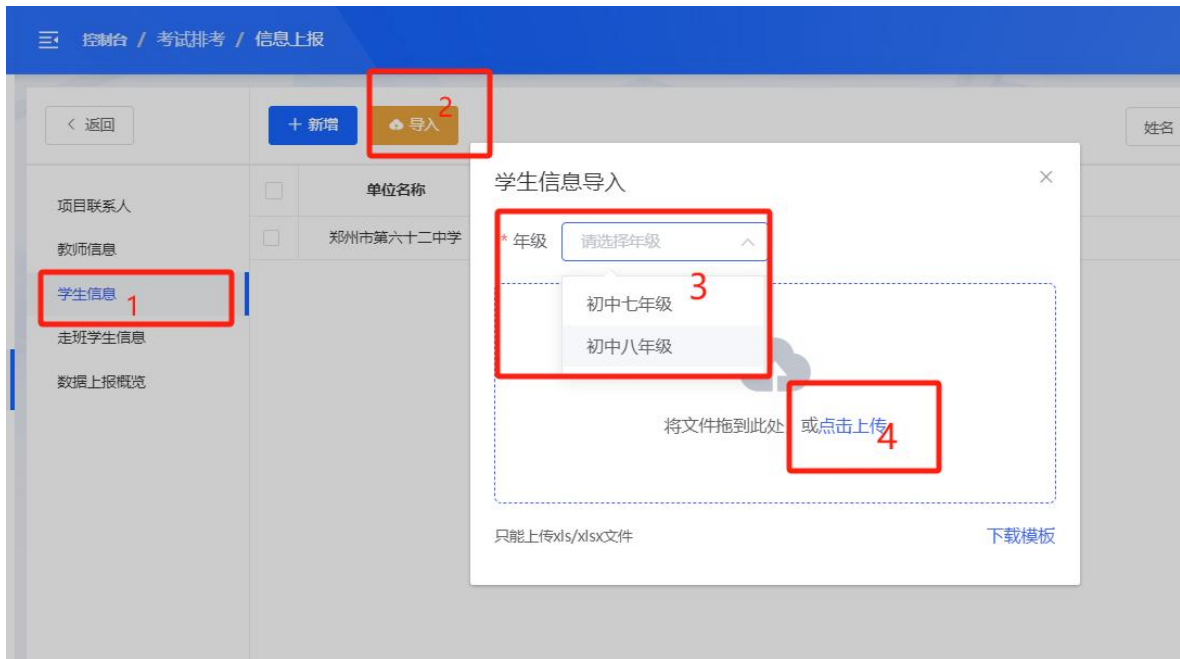 控制台 / 考试排考 / 信息上报
返回
新增
导入
2
姓名
项目联系人
教师信息
学生信息
1
走班学生信息
数据上报概览
单位名称
郑州市第六十二中学
学生信息导入
* 年级
请选择年级
初中七年级
初中八年级
3
将文件拖到此处 或点击上传
4
只能上传xls/xlsx文件
下载模板